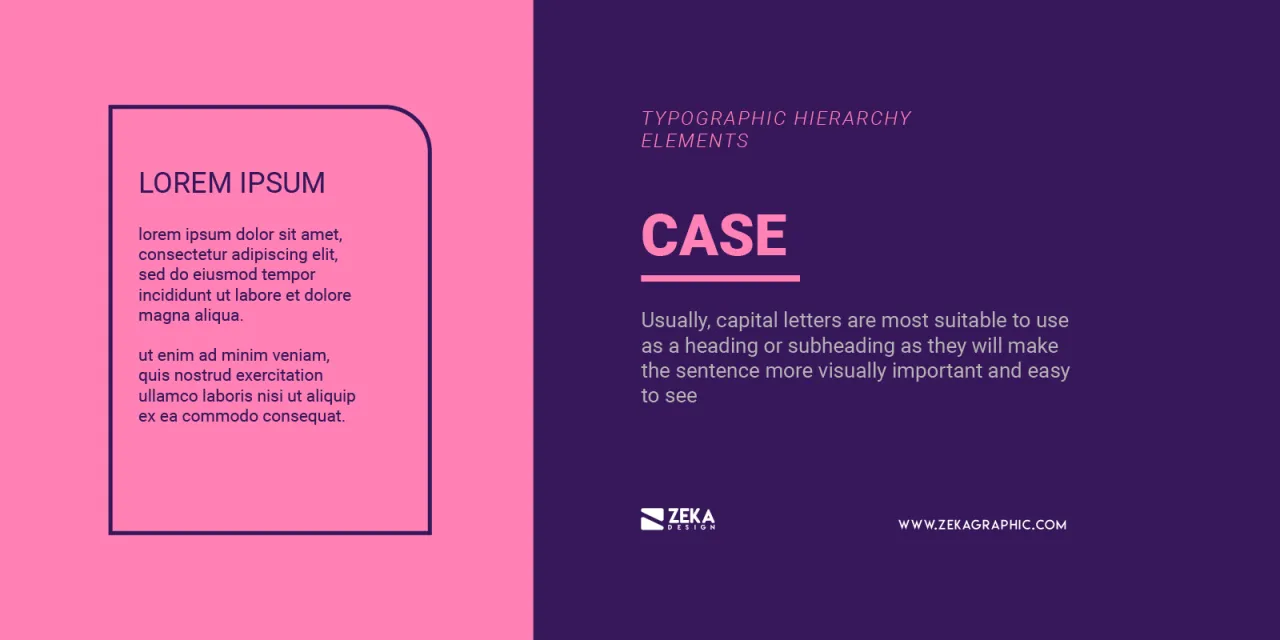 LOREM IPSUM
lorem ipsum dolor sit amet,
consectetur adipiscing elit,
sed do eiusmod tempor
incididunt ut labore et dolore
magna aliqua.
ut enim ad minim veniam,
quis nostrud exercitation
ullamco laboris nisi ut aliquip
ex ea commodo consequat.
TYPOGRAPHIC HIERARCHY
ELEMENTS
CASE
Usually, capital letters are most suitable to use
as a heading or subheading as they will make
the sentence more visually important and easy
to see
ZEKA
DESIGN
WWW.ZEKAGRAPHIC.COM